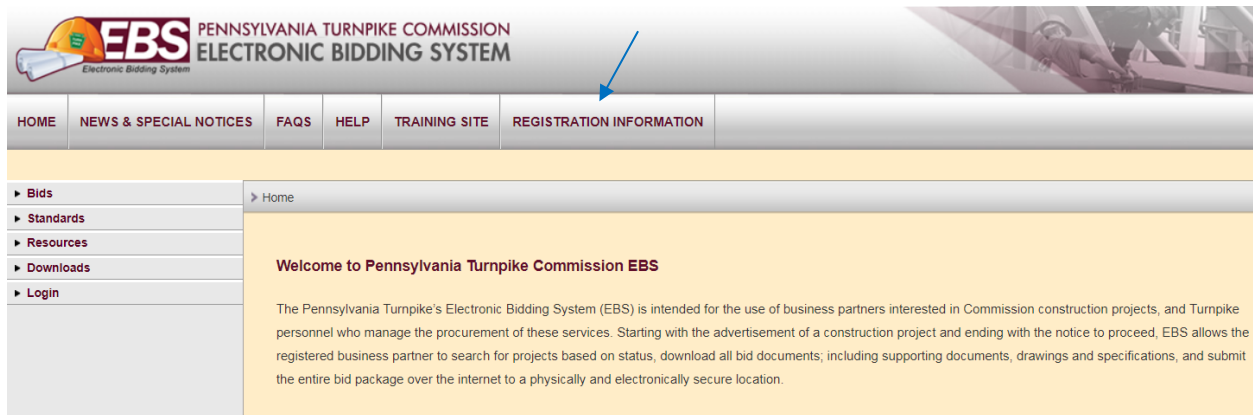 EBS
Electronic Bidding System
PENNSYLVANIA TURNPIKE COMMISSION
ELECTRONIC BIDDING SYSTEM
HOME NEWS & SPECIAL NOTICES FAQS HELP TRAINING SITE REGISTRATION INFORMATION
Bids
Standards
Resources
Downloads
Login
Home
Welcome to Pennsylvania Turnpike Commission EBS
The Pennsylvania Turnpike's Electronic Bidding System (EBS) is intended for the use of business partners interested in Commission construction projects, and Turnpike
personnel who manage the procurement of these services. Starting with the advertisement of a construction project and ending with the notice to proceed, EBS allows the
registered business partner to search for projects based on status, download all bid documents; including supporting documents, drawings and specifications, and submit
the entire bid package over the internet to a physically and electronically secure location.